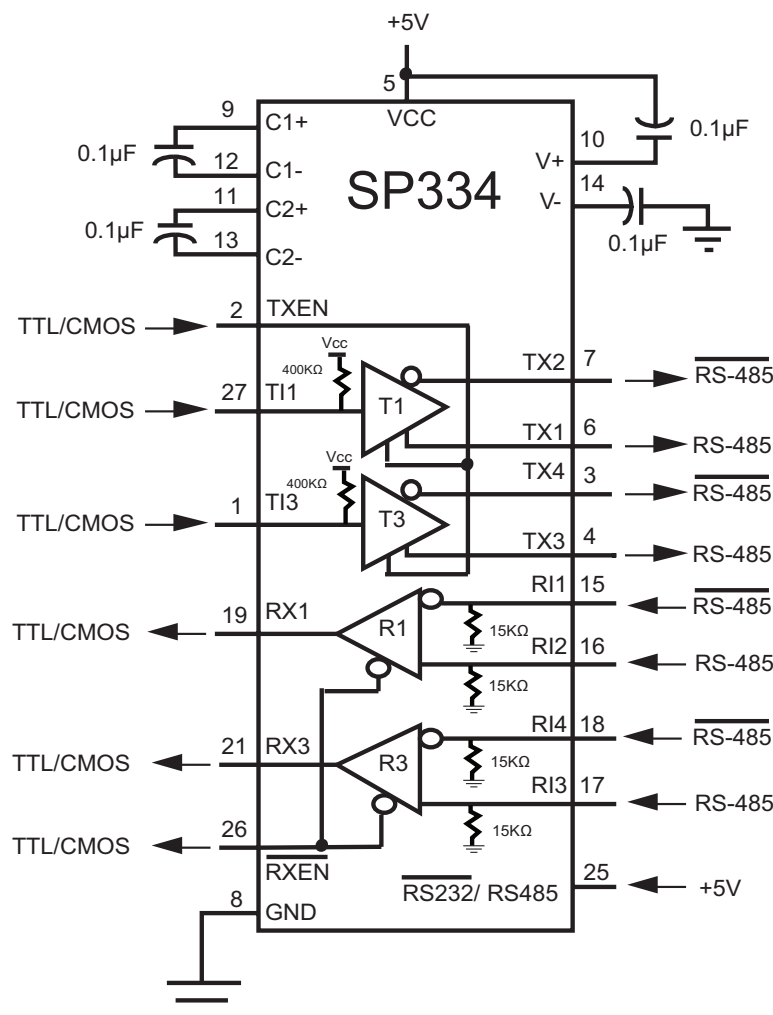 +5V
5
VCC
9
C1+
0.1µF
12
C1-
11
C2+
0.1µF
13
C2-
SP334
10
V+
0.1µF
14
V-
0.1µF
TTL/CMOS
2
TXEN
Vcc
400KΩ
TTL/CMOS
27
TI1
T1
TX2
7
RS-485
TX1
6
RS-485
Vcc
400KΩ
TTL/CMOS
1
TI3
T3
TX4
3
RS-485
TX3
4
RS-485
TTL/CMOS
19
RX1
R1
RI1
15
RS-485
15KΩ
RI2
16
RS-485
15KΩ
TTL/CMOS
21
RX3
R3
RI4
18
RS-485
15KΩ
RI3
17
RS-485
15KΩ
TTL/CMOS
26
RXEN
RS232/ RS485
25
+5V
8
GND